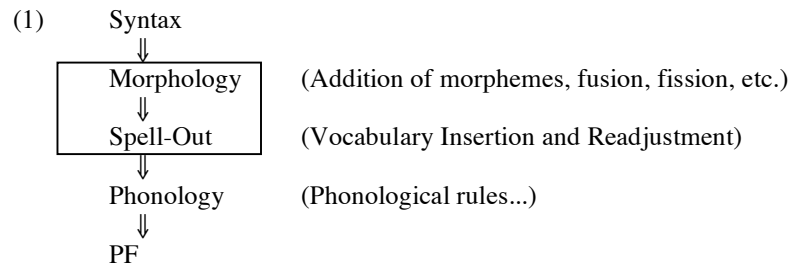 (1) Syntax
⇓
Morphology (Addition of morphemes, fusion, fission, etc.)
⇓
Spell-Out (Vocabulary Insertion and Readjustment)
⇓
Phonology (Phonological rules...)
⇓
PF